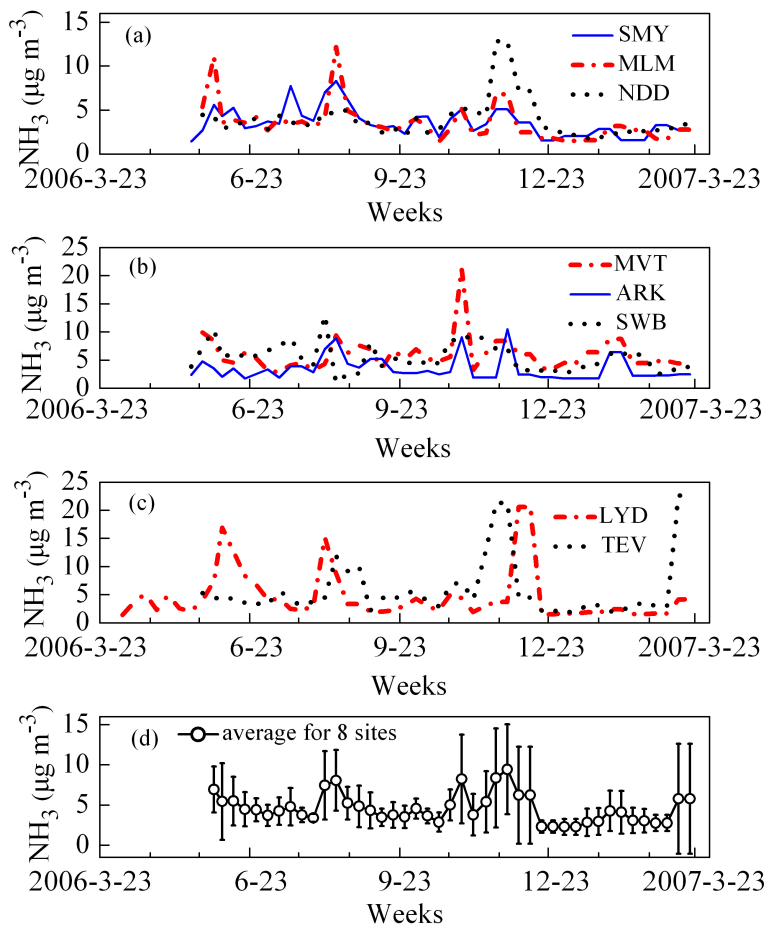 (a)
SMY
MLM
NDD
15
10
5
0
NH3 (µg m-3)
2006-3-23 6-23 9-23 12-23 2007-3-23
Weeks
(b)
MVT
ARK
SWB
25
20
15
10
5
0
NH3 (µg m-3)
2006-3-23 6-23 9-23 12-23 2007-3-23
Weeks
(c)
LYD
TEV
25
20
15
10
5
0
NH3 (µg m-3)
2006-3-23 6-23 9-23 12-23 2007-3-23
Weeks
(d)
average for 8 sites
15
10
5
0
NH3 (µg m-3)
2006-3-23 6-23 9-23 12-23 2007-3-23
Weeks